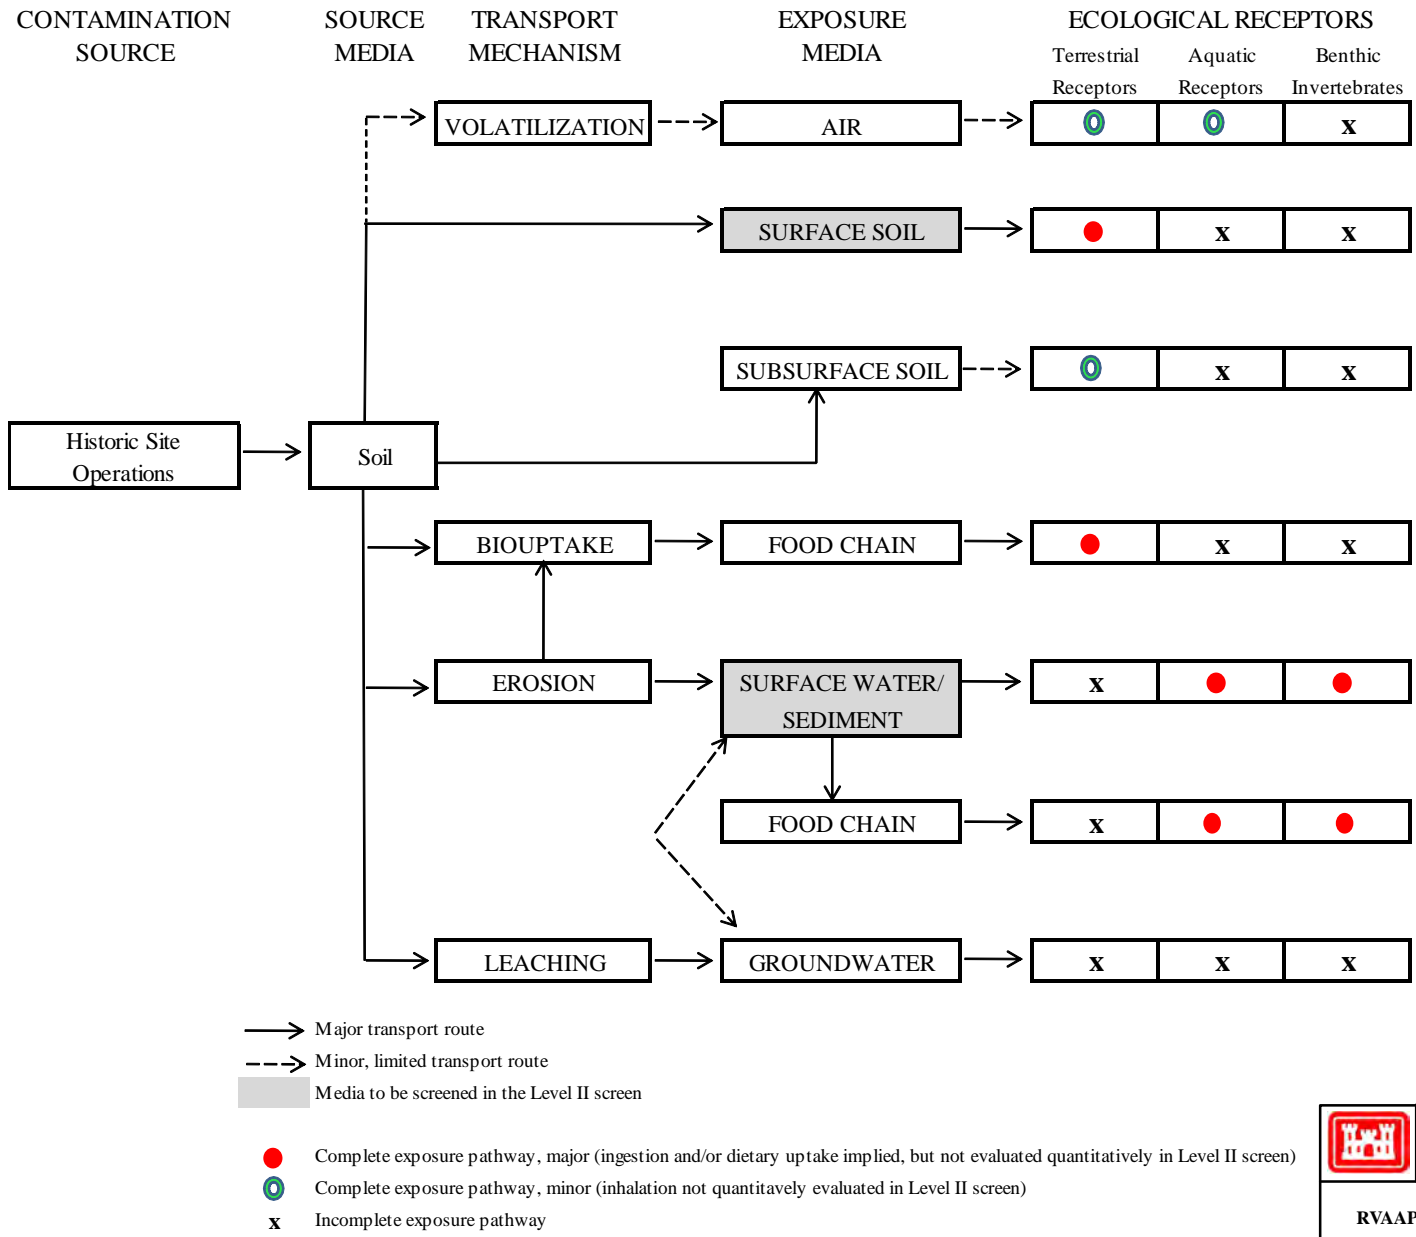 CONTAMINATION SOURCE
SOURCE MEDIA
TRANSPORT MECHANISM
EXPOSURE MEDIA
ECOLOGICAL RECEPTORS
Terrestrial Receptors
Aquatic Receptors
Benthic Invertebrates
VOLATILIZATION
AIR
x
SURFACE SOIL
x
x
SUBSURFACE SOIL
x
x
Historic Site
Operations
Soil
BIOUPTAKE
FOOD CHAIN
x
x
EROSION
SURFACE WATER/
SEDIMENT
x
FOOD CHAIN
x
LEACHING
GROUNDWATER
x
x
x
Major transport route
Minor, limited transport route
Media to be screened in the Level II screen
Complete exposure pathway, major (ingestion and/or dietary uptake implied, but not evaluated quantitatively in Level II screen)
Complete exposure pathway, minor (inhalation not quantitavely evaluated in Level II screen)
x Incomplete exposure pathway
RVAAP